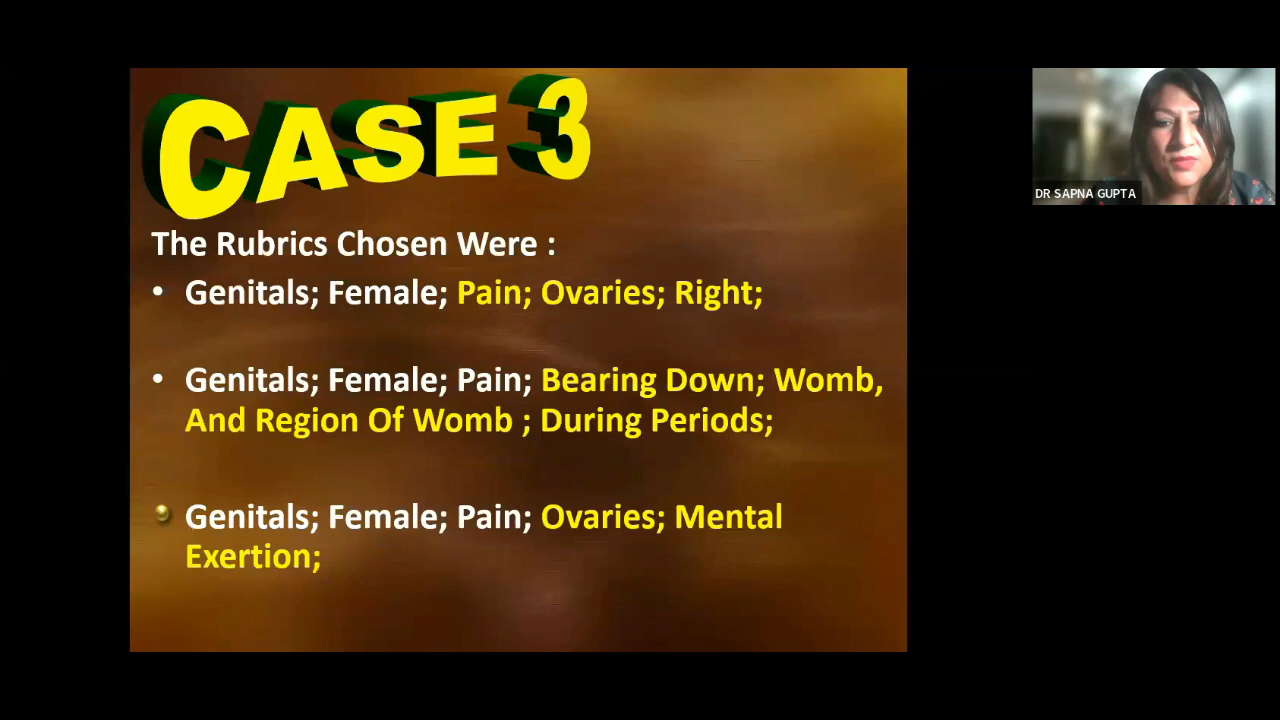 CASE 3
The Rubrics Chosen Were :
• Genitals; Female; Pain; Ovaries; Right;
• Genitals; Female; Pain; Bearing Down; Womb,
And Region Of Womb ; During Periods;
Genitals; Female; Pain; Ovaries; Mental
Exertion;
DR SAPNA GUPTA